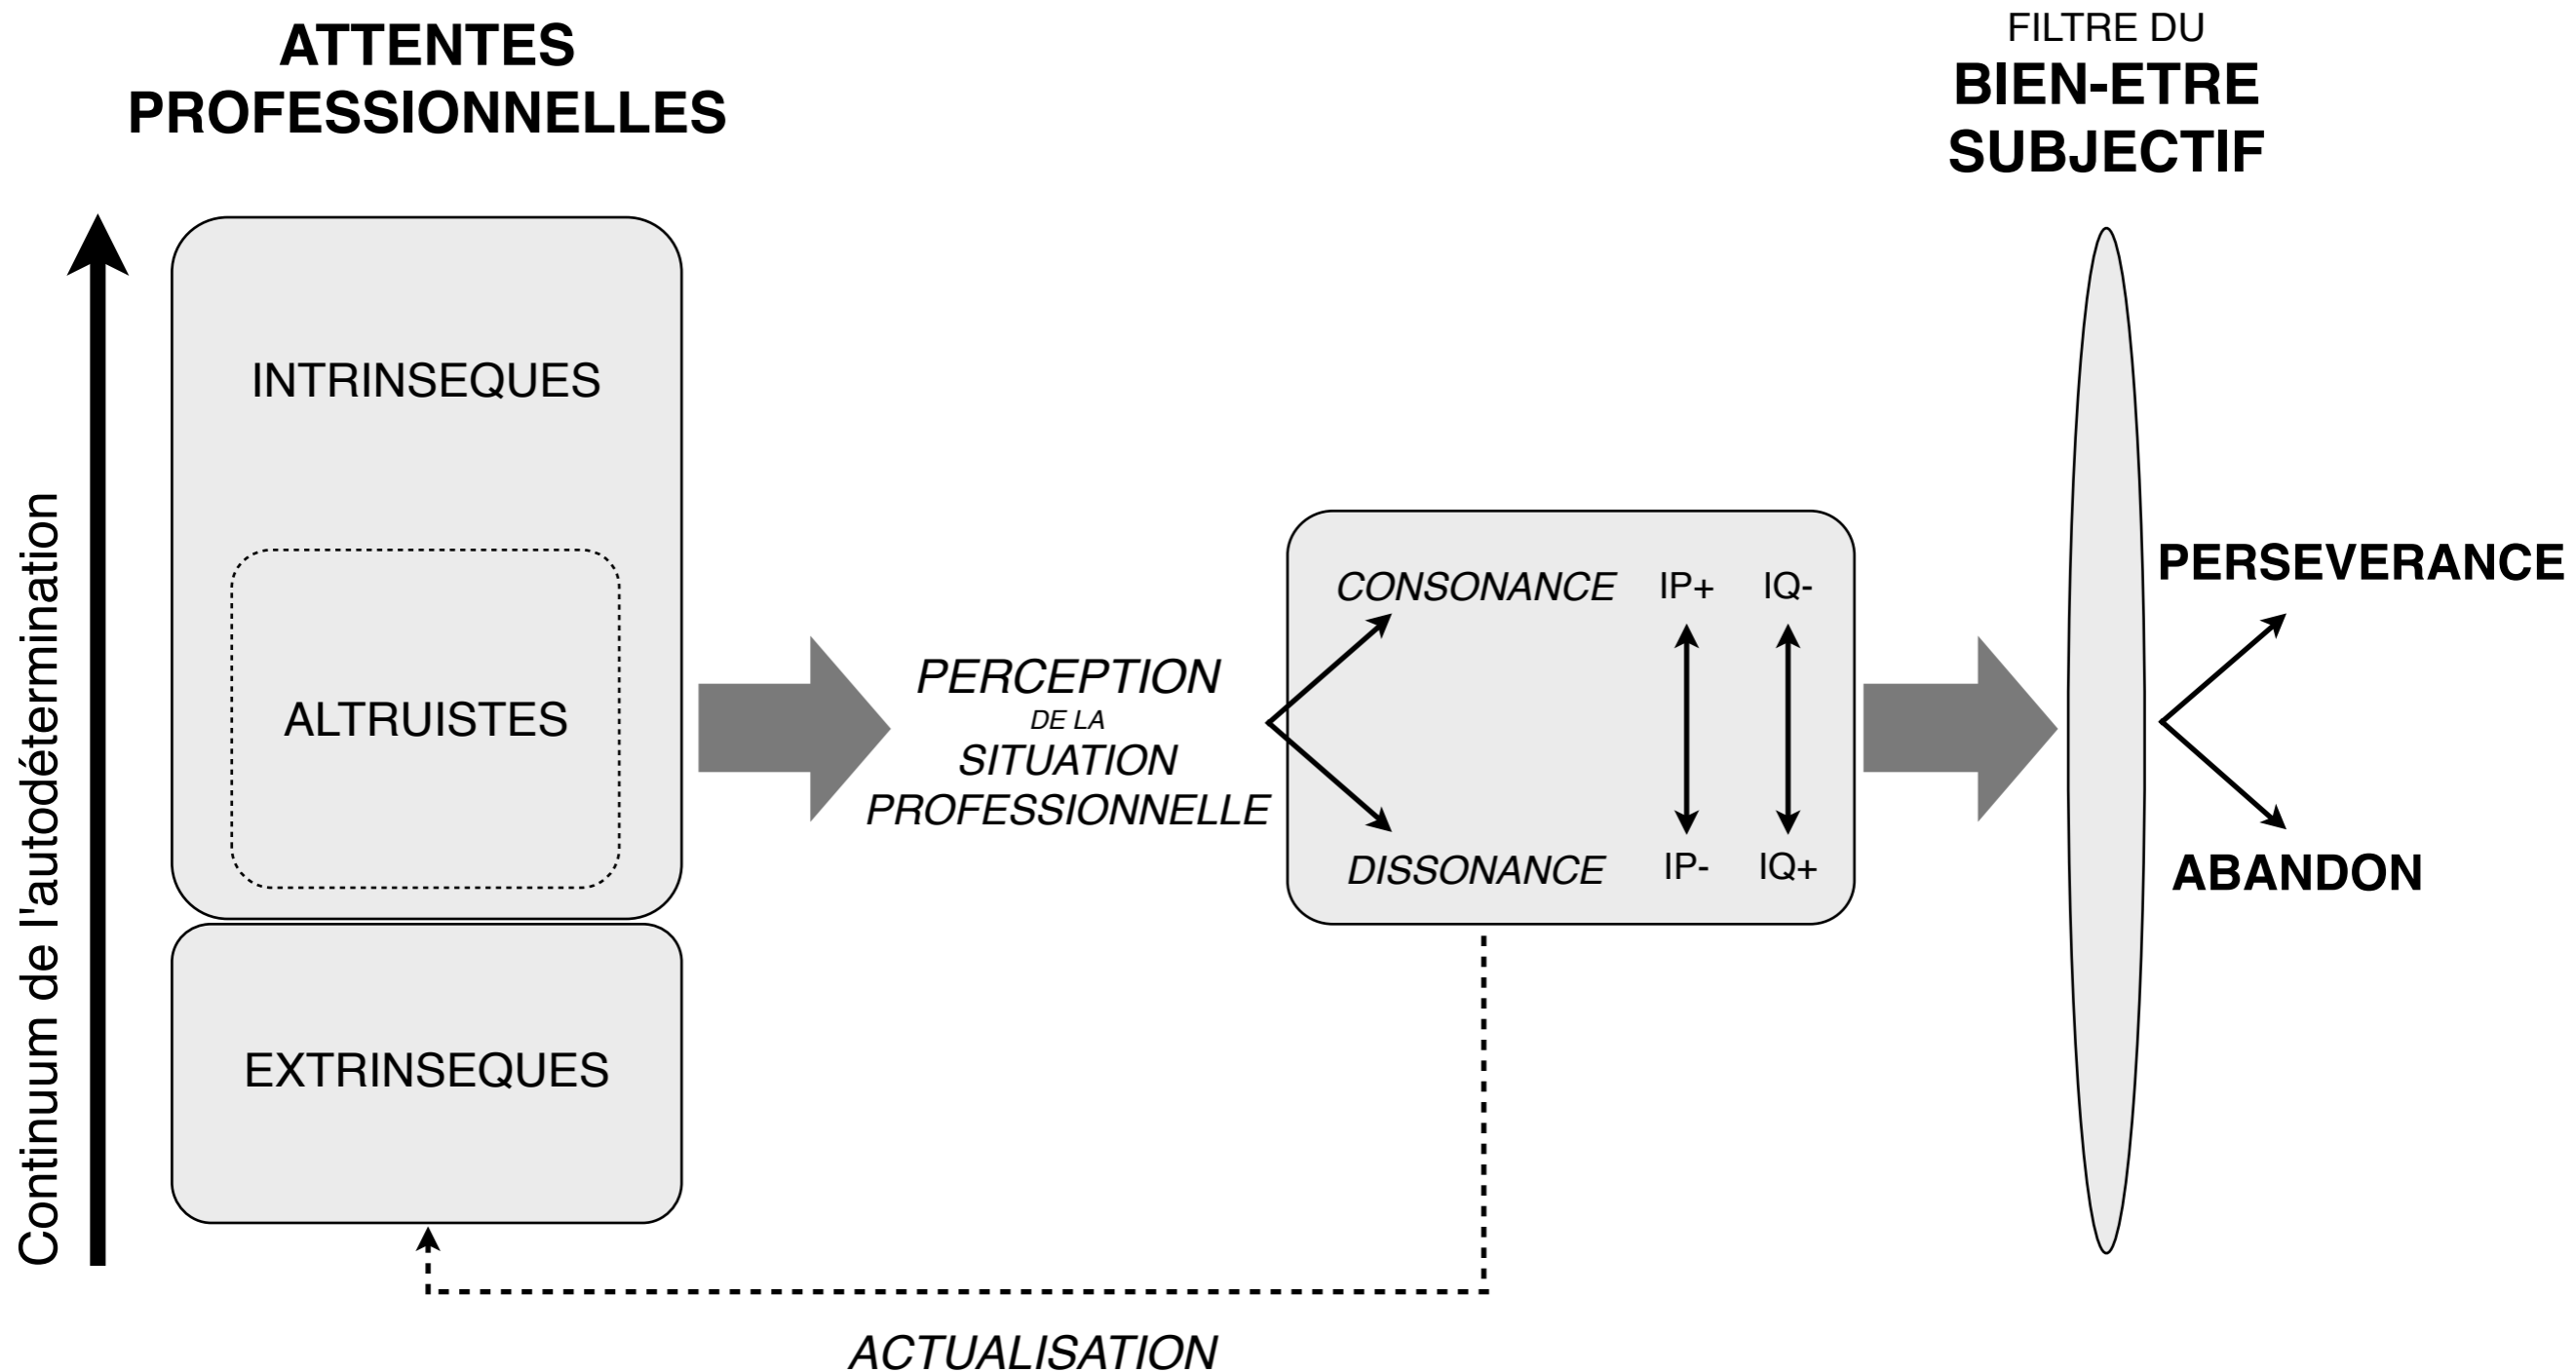 ATTENTES
PROFESSIONNELLES
FILTRE DU
BIEN-ETRE
SUBJECTIF
Continuum de l'autodétermination
INTRINSEQUES
ALTRUISTES
EXTRINSEQUES
PERCEPTION
DE LA
SITUATION
PROFESSIONNELLE
CONSONANCE IP+ IQ-
DISSONANCE IP- IQ+
PERSEVERANCE
ABANDON
ACTUALISATION